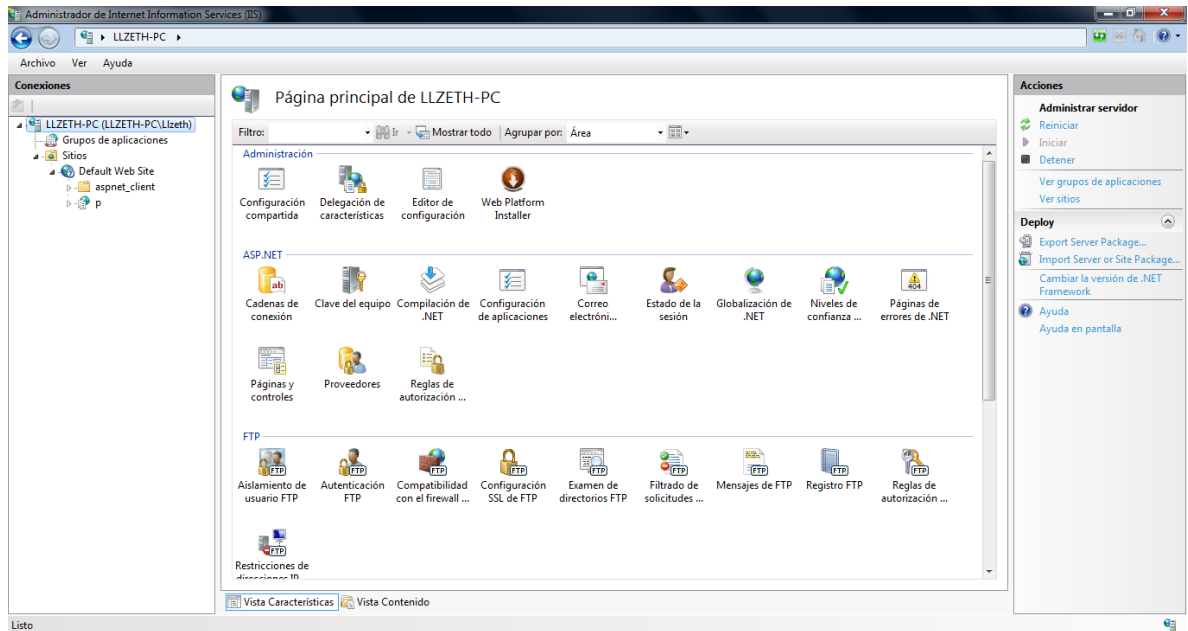 Administrador de Internet Information Services (IIS)
LLZETH-PC
Archivo Ver Ayuda
Conexiones
LLZETH-PC (LLZETH-PC\Llzeth)
Grupos de aplicaciones
Sitios
Default Web Site
aspnet_client
p
Página principal de LLZETH-PC
Filtro: Ir Mostrar todo Agrupar por: Área
Administración
Configuración compartida
Delegación de características
Editor de configuración
Web Platform Installer
ASP.NET
Cadenas de conexión
Clave del equipo
Compilación de .NET
Configuración de aplicaciones
Correo electróni...
Estado de la sesión
Globalización de .NET
Niveles de confianza ...
Páginas de errores de .NET
Páginas y controles
Proveedores
Reglas de autorización ...
FTP
Aislamiento de usuario FTP
Autenticación FTP
Compatibilidad con el firewall ...
Configuración SSL de FTP
Examen de directorios FTP
Filtrado de solicitudes ...
Mensajes de FTP
Registro FTP
Reglas de autorización ...
Restricciones de direcciones IP
Vista Características Vista Contenido
Acciones
Administrar servidor
Reiniciar
Iniciar
Detener
Ver grupos de aplicaciones
Ver sitios
Deploy
Export Server Package...
Import Server or Site Package...
Cambiar la versión de .NET
Framework
Ayuda
Ayuda en pantalla
Listo